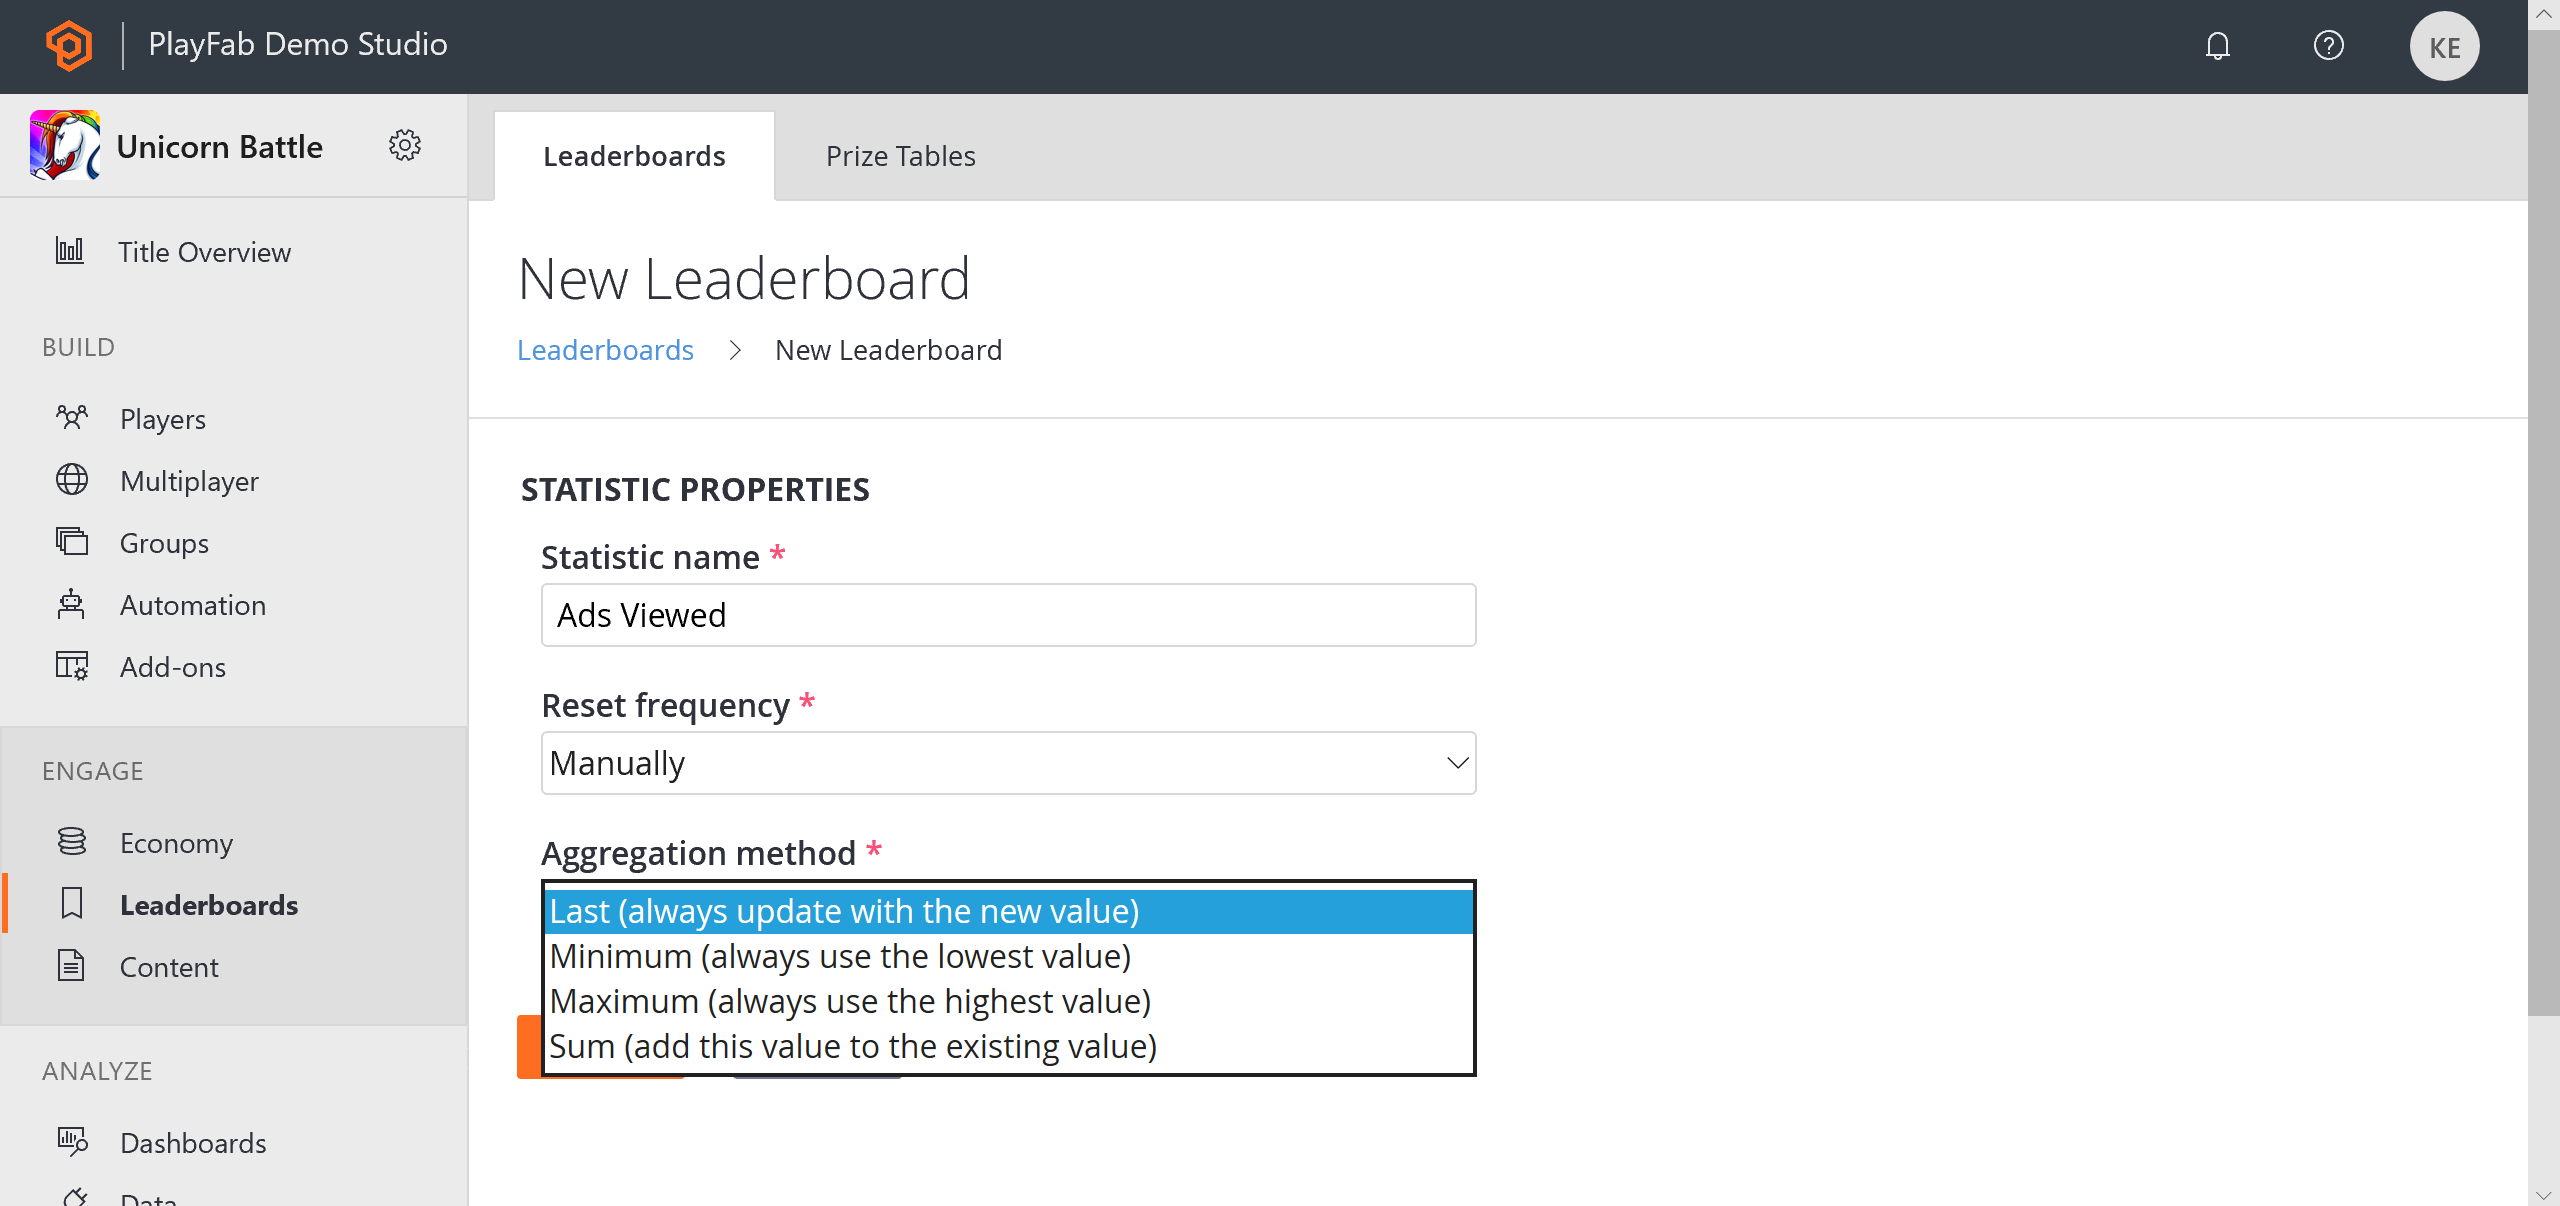 PlayFab Demo Studio
KE
Unicorn Battle
Title Overview
BUILD
Players
Multiplayer
Groups
Automation
Add-ons
ENGAGE
Economy
Leaderboards
Content
ANALYZE
Dashboards
Data
Leaderboards
Prize Tables
New Leaderboard
Leaderboards > New Leaderboard
STATISTIC PROPERTIES
Statistic name *
Ads Viewed
Reset frequency *
Manually
Aggregation method *
Last (always update with the new value)
Minimum (always use the lowest value)
Maximum (always use the highest value)
Sum (add this value to the existing value)